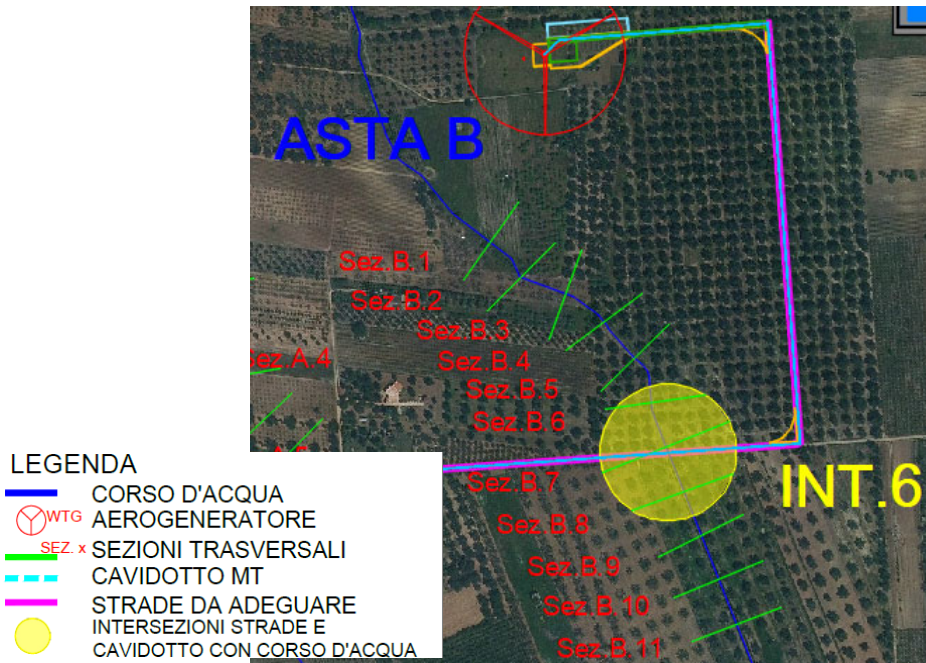 ASTA B
Sez.B.1
Sez.B.2
Sez.B.3
Sez.A.4
Sez.B.4
Sez.B.5
Sez.B.6
Sez.B.7
INT.6
Sez.B.8
Sez.B.9
Sez.B.10
Sez.B.11
LEGENDA
CORSO D'ACQUA
WTG AEROGENERATORE
SEZ. x SEZIONI TRASVERSALI
CAVIDOTTO MT
STRADE DA ADEGUARE
INTERSEZIONI STRADE E
CAVIDOTTO CON CORSO D'ACQUA